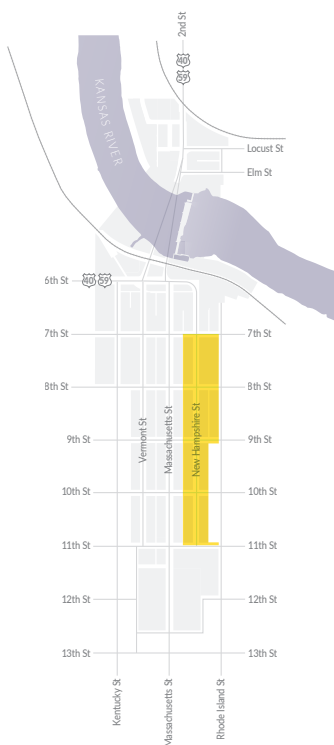 2nd St
40
59
KANSAS RIVER
Locust St
Elm St
6th St 40 59
7th St 7th St
8th St 8th St
Vermont St
Massachusetts St
New Hampshire St
9th St 9th St
10th St 10th St
11th St 11th St
12th St 12th St
13th St 13th St
Kentucky St
Massachusetts St
Rhode Island St